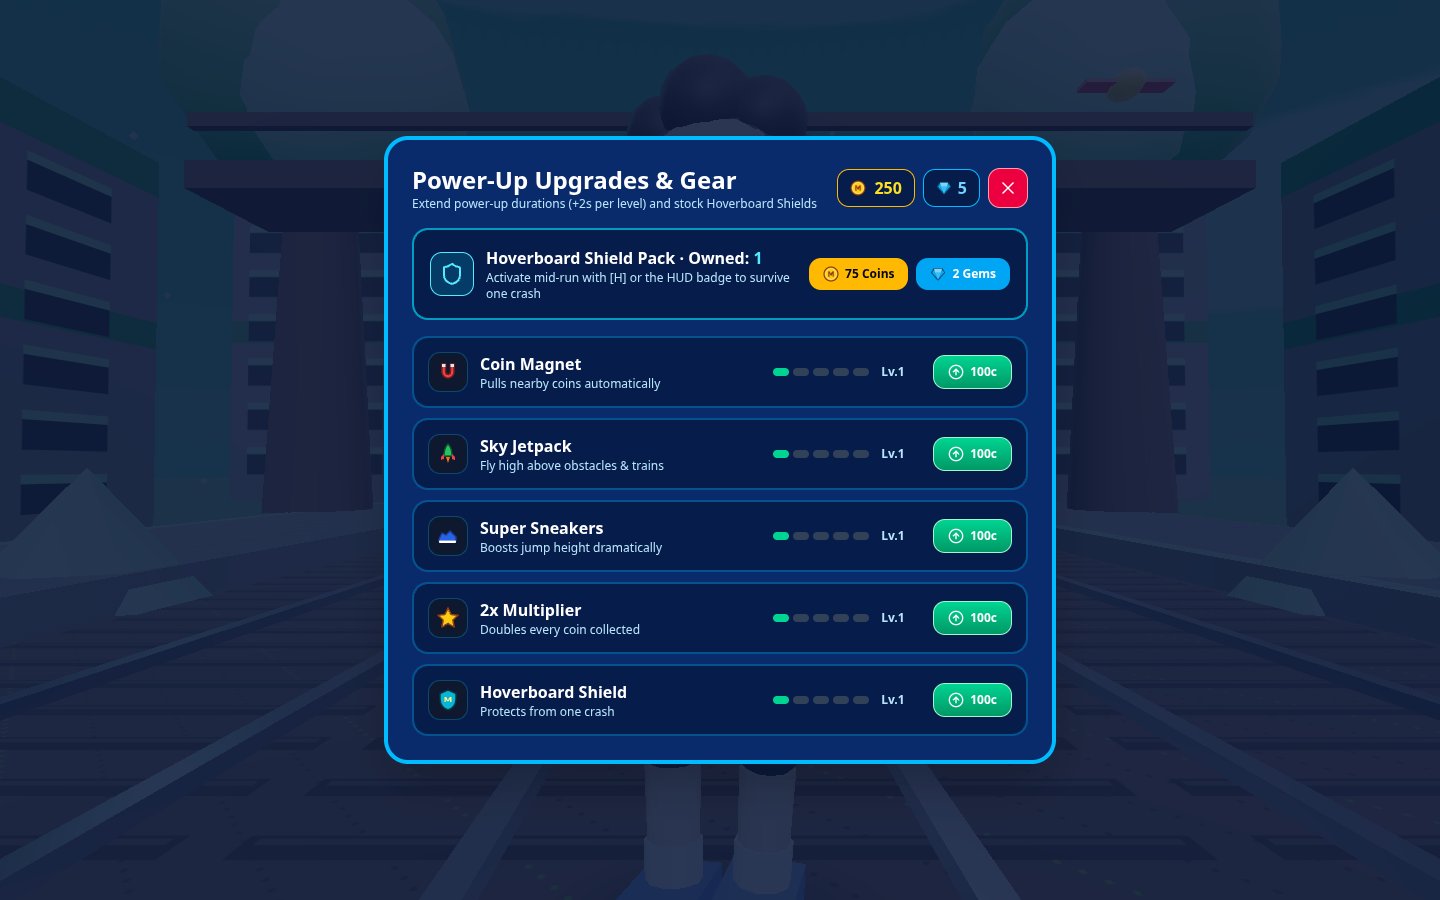 Power-Up Upgrades & Gear
Extend power-up durations (+2s per level) and stock Hoverboard Shields
250
5
Hoverboard Shield Pack · Owned: 1
Activate mid-run with [H] or the HUD badge to survive
one crash
75 Coins
2 Gems
Coin Magnet
Pulls nearby coins automatically
Lv.1
100c
Sky Jetpack
Fly high above obstacles & trains
Lv.1
100c
Super Sneakers
Boosts jump height dramatically
Lv.1
100c
2x Multiplier
Doubles every coin collected
Lv.1
100c
Hoverboard Shield
Protects from one crash
Lv.1
100c